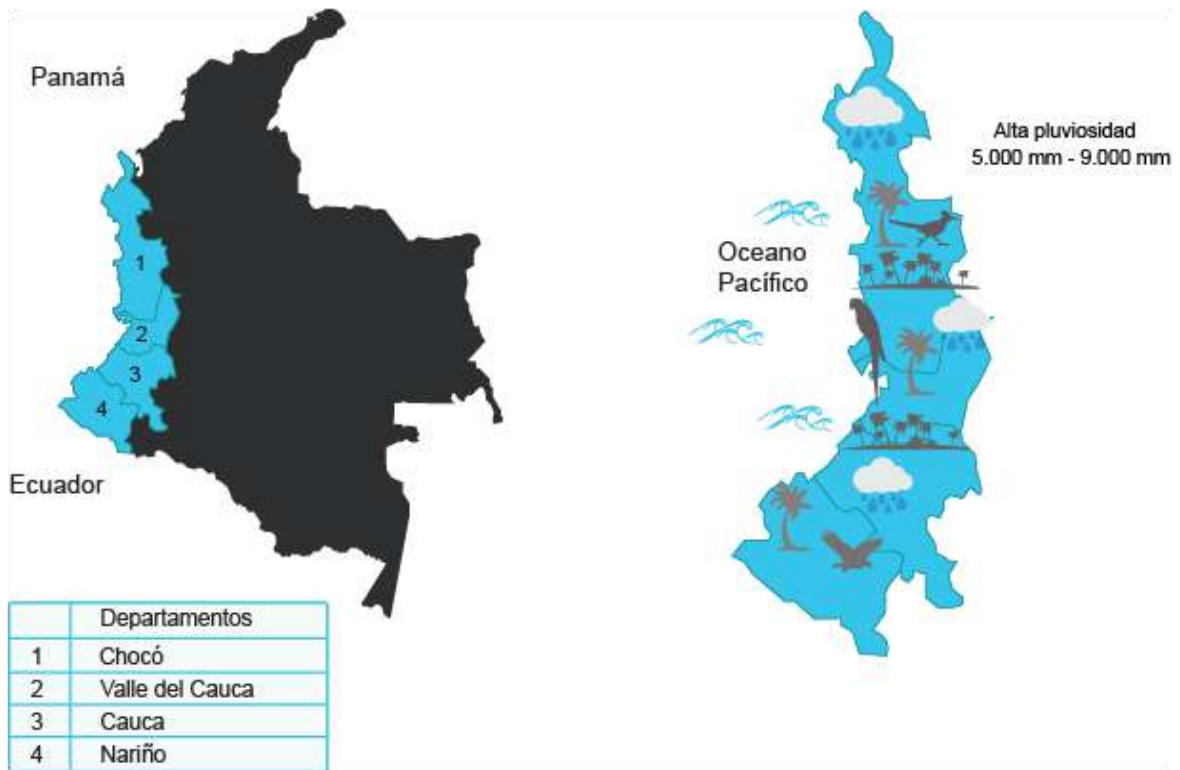 Panamá
1
2
3
4
Ecuador
Departamentos
1 Chocó
2 Valle del Cauca
3 Cauca
4 Nariño
Alta pluviosidad
5.000 mm - 9.000 mm
Oceano
Pacífico